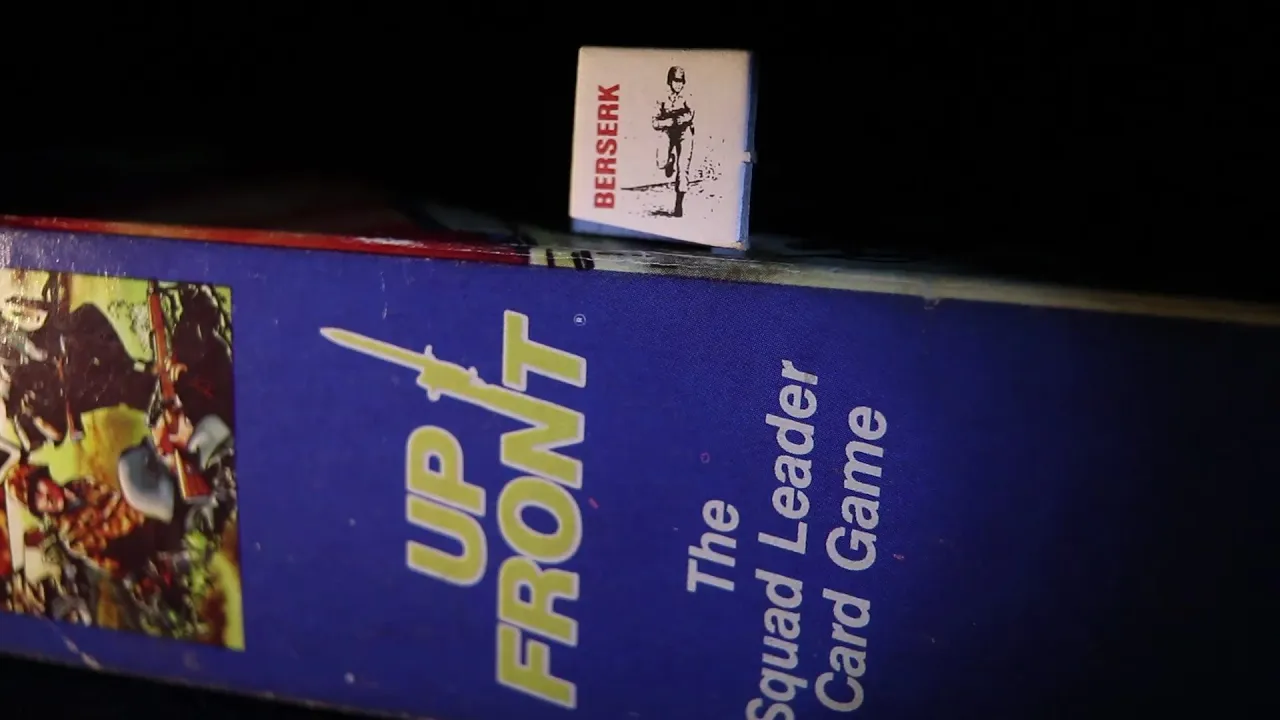 BERSERK
UP
FRONT®
The
Squad Leader
Card Game